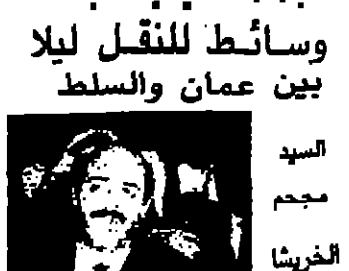 وسائط للنقل ليلا
بين عمان والسلط
السيد
مجحم
الخريشا